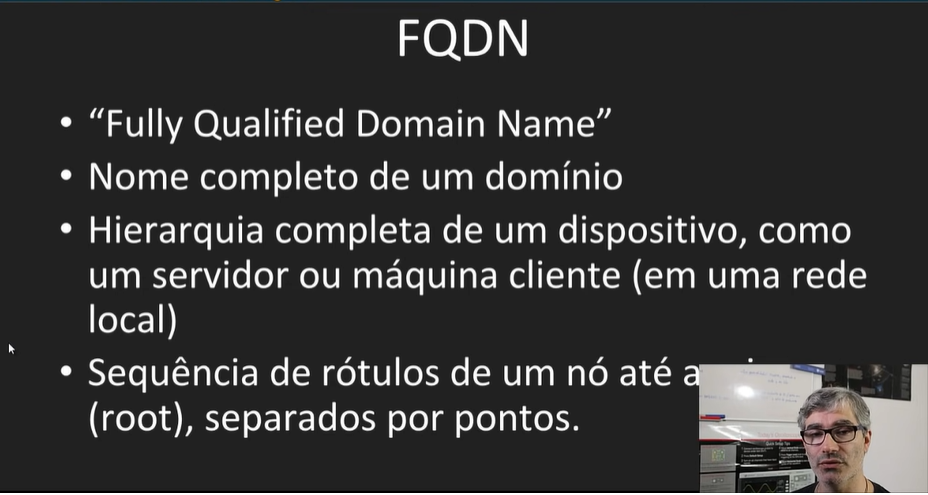 FQDN
• “Fully Qualified Domain Name”
• Nome completo de um domínio
• Hierarquia completa de um dispositivo, como
um servidor ou máquina cliente (em uma rede
local)
• Sequência de rótulos de um nó até a
(root), separados por pontos.